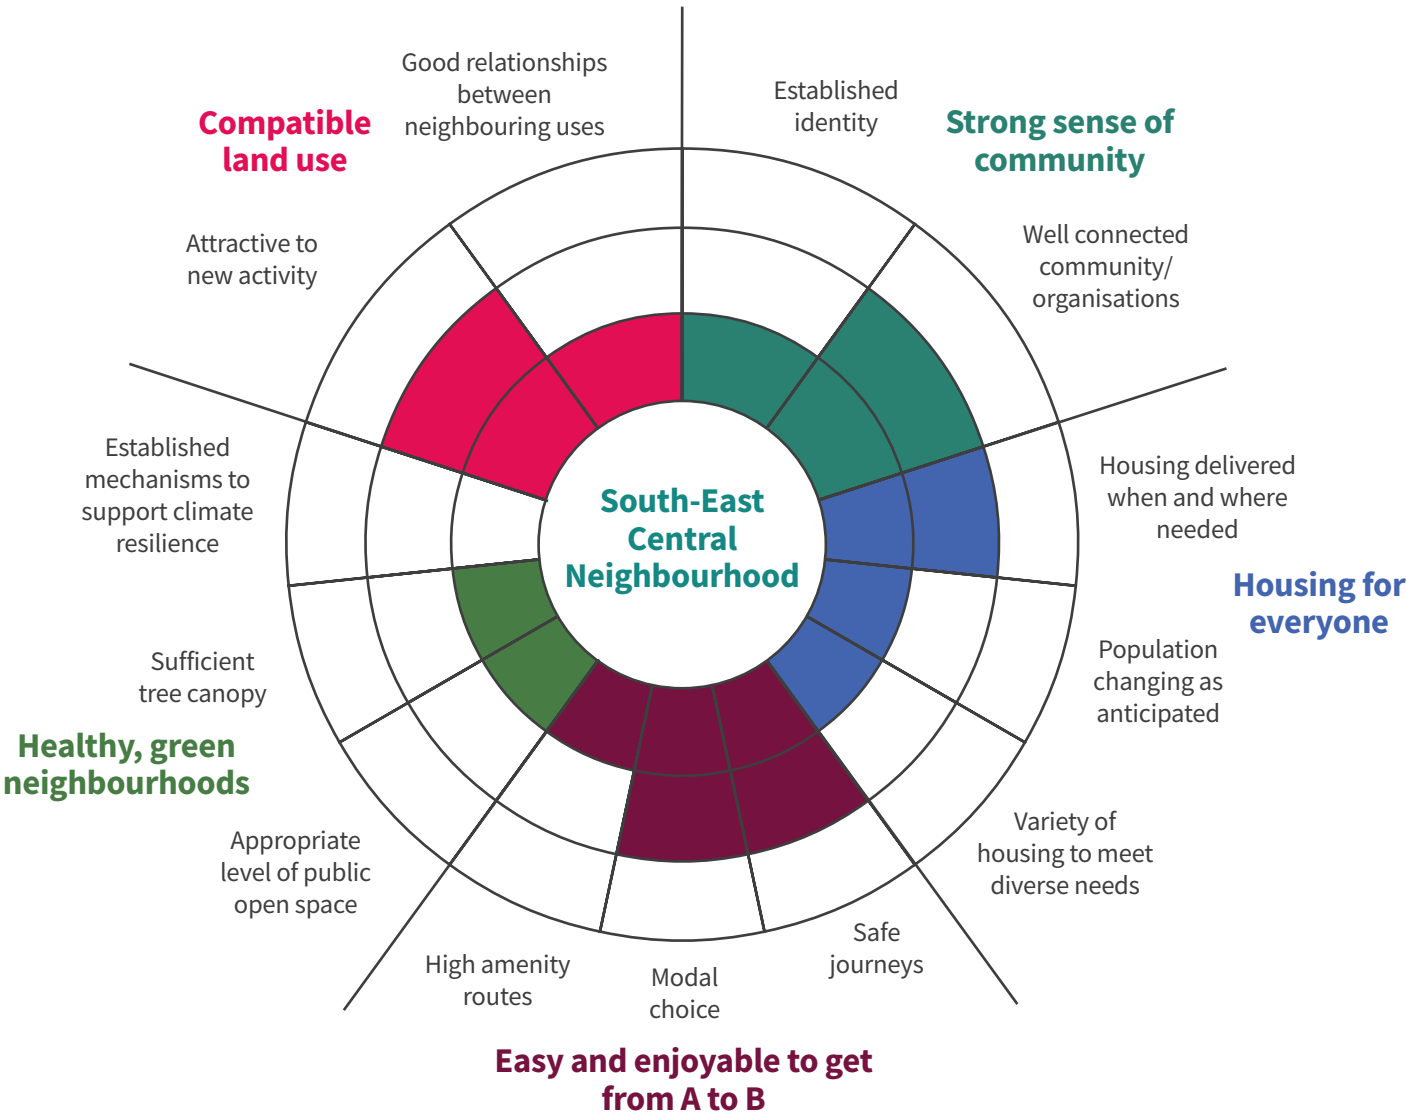 Good relationships
between
neighbouring uses
Compatible
land use
Attractive to
new activity
Established
identity
Strong sense of
community
Well connected
community/
organisations
Established
mechanisms to
support climate
resilience
South-East
Central
Neighbourhood
Housing delivered
when and where
needed
Housing for
everyone
Population
changing as
anticipated
Variety of
housing to meet
diverse needs
Sufficient
tree canopy
Healthy, green
neighbourhoods
Appropriate
level of public
open space
High amenity
routes
Modal
choice
Safe
journeys
Easy and enjoyable to get
from A to B